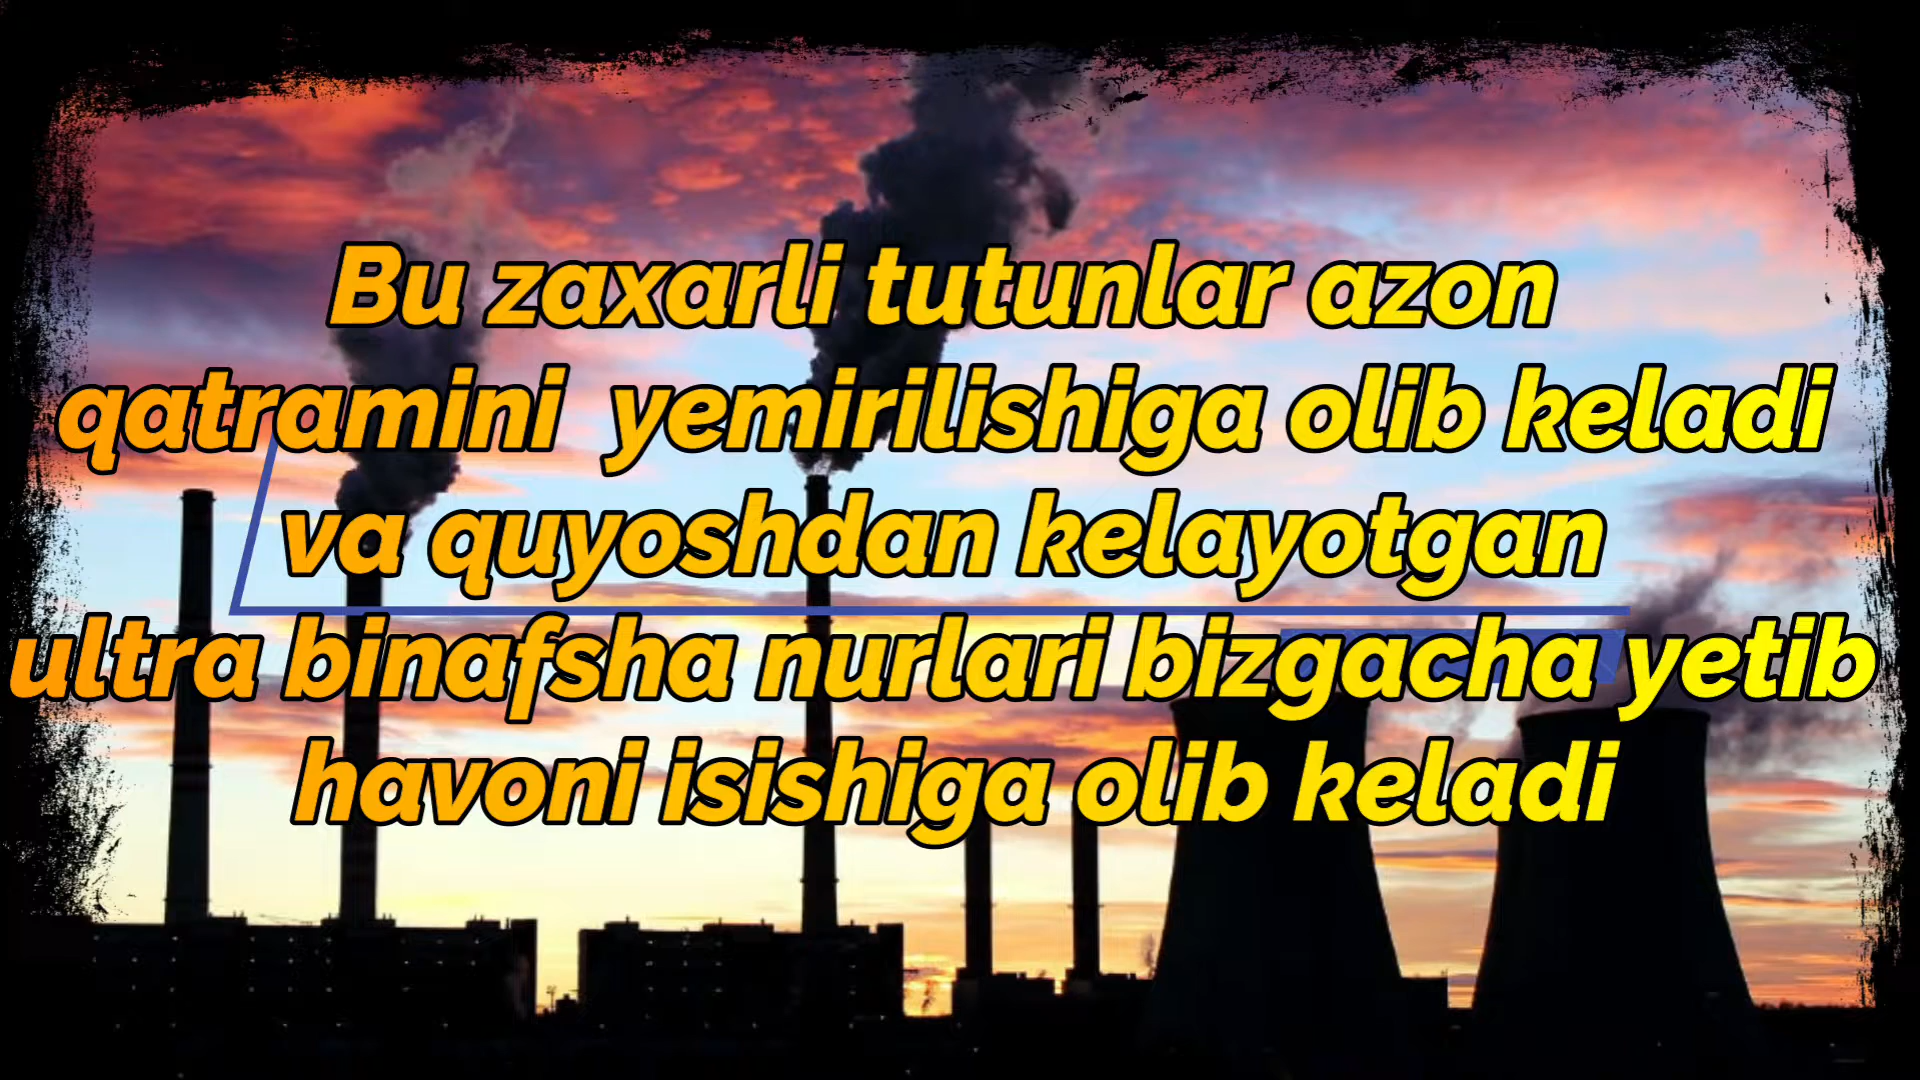 Bu zaxarli tutunlar azon
qatramini yemirilishiga olib keladi
va quyoshdan kelayotgan
ultra binafsha nurlari bizgacha yetib
havoni isishiga olib keladi